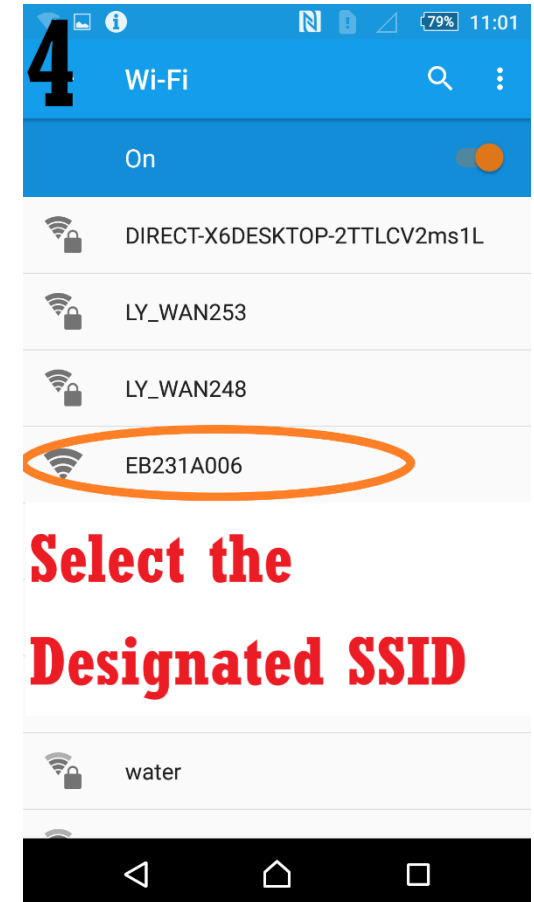 79% 11:01
4
Wi-Fi
On
DIRECT-X6DESKTOP-2TTLCV2ms1L
LY_WAN253
LY_WAN248
EB231A006
Select the
Designated SSID
water